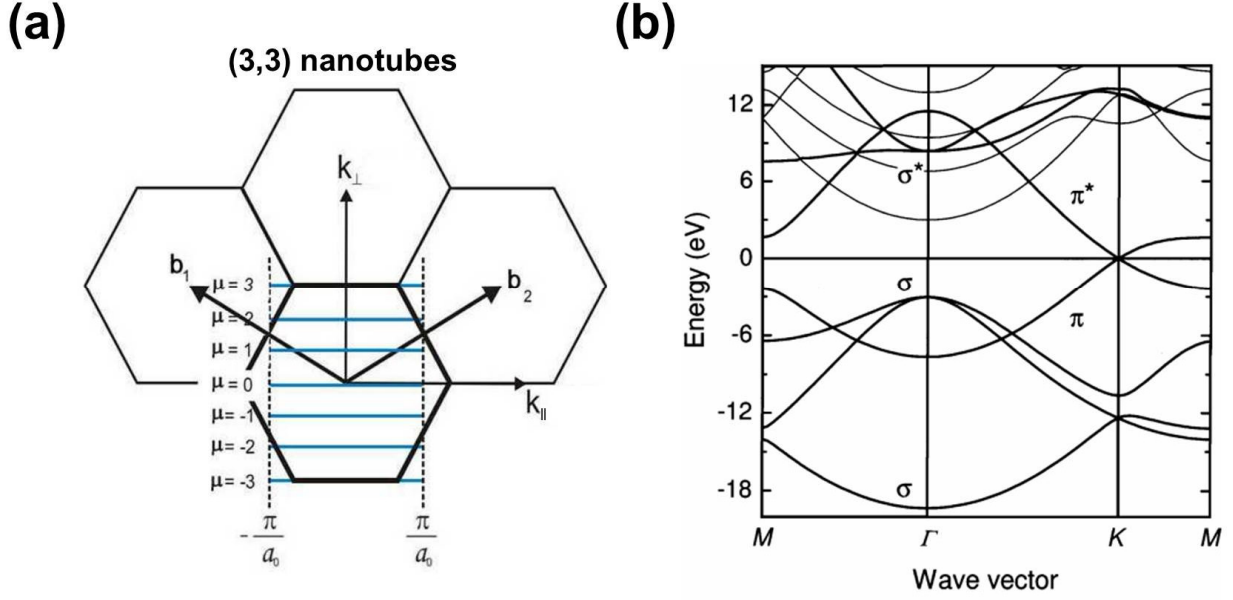 (a)
(3,3) nanotubes
k⊥
b₁
b₂
μ = 3
μ = 2
μ = 1
μ = 0
μ = -1
μ = -2
μ = -3
k∥
- π/a₀
π/a₀
(b)
Energy (eV)
12
6
0
-6
-12
-18
σ*
π*
σ
π
σ
M Γ K M
Wave vector